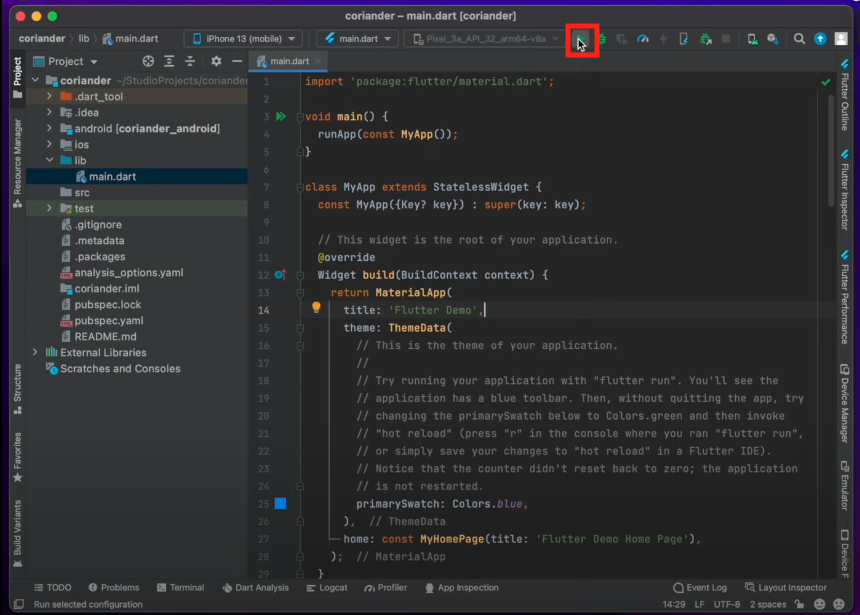 coriander – main.dart [coriander]
coriander lib main.dart iPhone 13 (mobile) main.dart Pixel_3a_API_32_arm64-v8a
Project
Resource Manager
Structure
Favorites
Build Variants
Project
coriander ~/StudioProjects/coriander
.dart_tool
.idea
android [coriander_android]
ios
lib
main.dart
src
test
.gitignore
.metadata
.packages
analysis_options.yaml
coriander.iml
pubspec.lock
pubspec.yaml
README.md
External Libraries
Scratches and Consoles
main.dart
1 import 'package:flutter/material.dart';
2
3 void main() {
4 runApp(const MyApp());
5 }
6
7 class MyApp extends StatelessWidget {
8 const MyApp({Key? key}) : super(key: key);
9
10 // This widget is the root of your application.
11 @override
12 Widget build(BuildContext context) {
13 return MaterialApp(
14 title: 'Flutter Demo',
15 theme: ThemeData(
16 // This is the theme of your application.
17 //
18 // Try running your application with "flutter run". You'll see the
19 // application has a blue toolbar. Then, without quitting the app, try
20 // changing the primarySwatch below to Colors.green and then invoke
21 // "hot reload" (press "r" in the console where you ran "flutter run",
22 // or simply save your changes to "hot reload" in a Flutter IDE).
23 // Notice that the counter didn't reset back to zero; the application
24 // is not restarted.
25 primarySwatch: Colors.blue,
26 ), // ThemeData
27 home: const MyHomePage(title: 'Flutter Demo Home Page'),
28 ); // MaterialApp
29 }
Flutter Outline
Flutter Inspector
Flutter Performance
Device Manager
Emulator
Device F
TODO Problems Terminal Dart Analysis Logcat Profiler App Inspection Event Log Layout Inspector
Run selected configuration 14:29 LF UTF-8 2 spaces